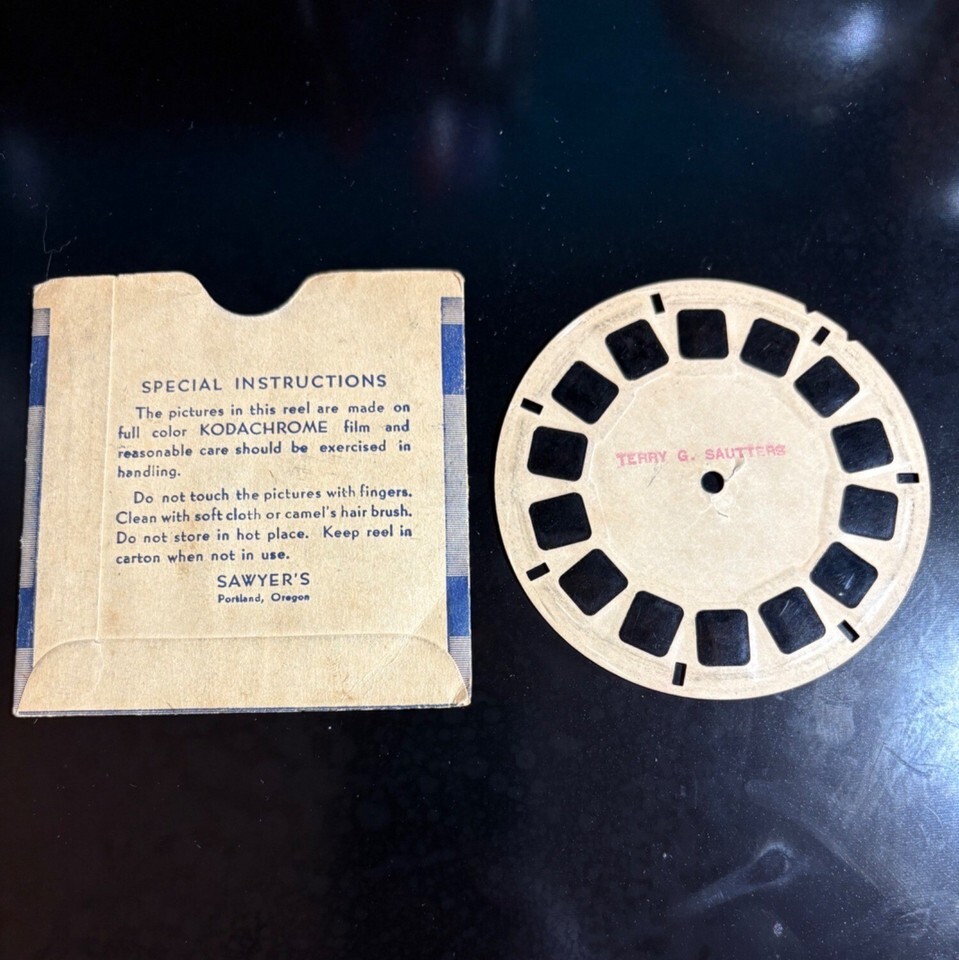 SPECIAL INSTRUCTIONS
The pictures in this reel are made on
full color KODACHROME film and
reasonable care should be exercised in
handling.
Do not touch the pictures with fingers.
Clean with soft cloth or camel's hair brush.
Do not store in hot place. Keep reel in
carton when not in use.
SAWYER'S
Portland, Oregon
TERRY G. SAUTTERS